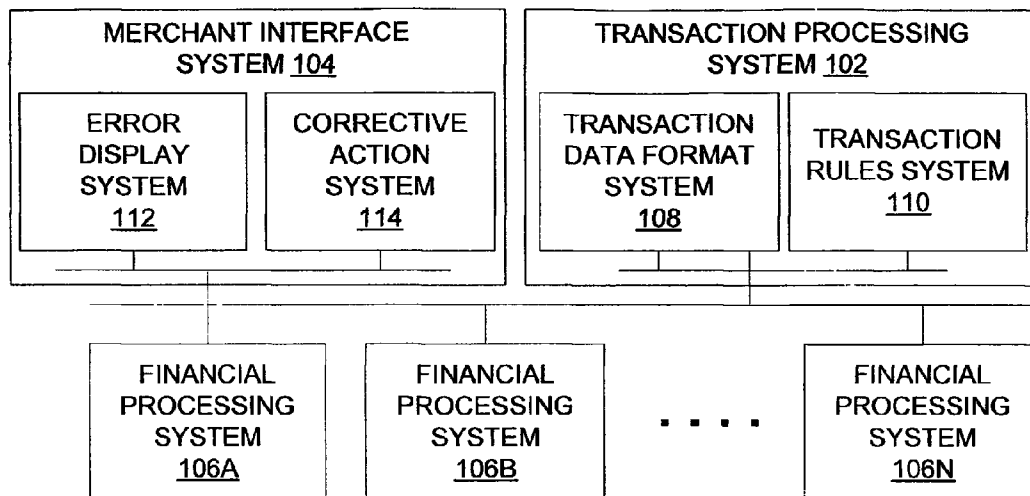 MERCHANT INTERFACE
SYSTEM 104
ERROR
DISPLAY
SYSTEM
112
CORRECTIVE
ACTION
SYSTEM
114
TRANSACTION PROCESSING
SYSTEM 102
TRANSACTION
DATA FORMAT
SYSTEM
108
TRANSACTION
RULES SYSTEM
110
FINANCIAL
PROCESSING
SYSTEM
106A
FINANCIAL
PROCESSING
SYSTEM
106B
FINANCIAL
PROCESSING
SYSTEM
106N